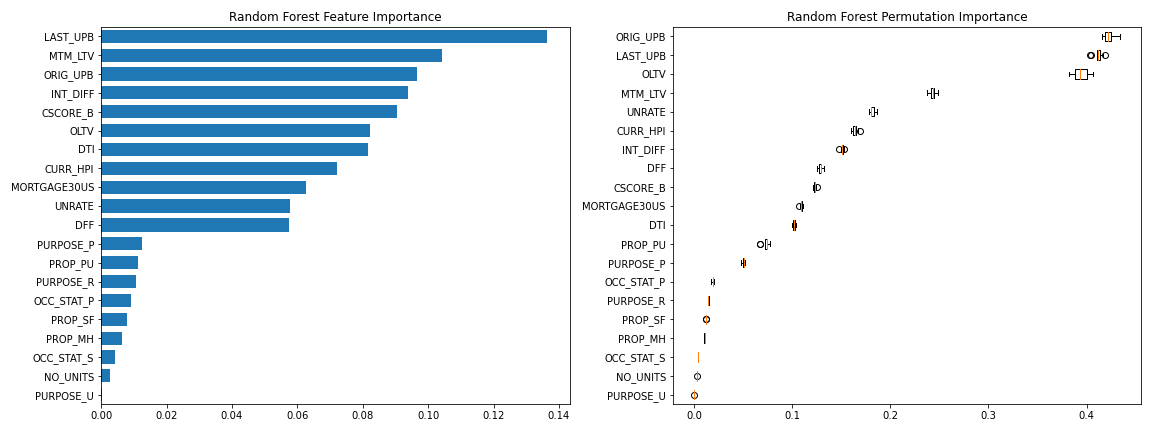 Random Forest Feature Importance
LAST_UPB
MTM_LTV
ORIG_UPB
INT_DIFF
CSCORE_B
OLTV
DTI
CURR_HPI
MORTGAGE30US
UNRATE
DFF
PURPOSE_P
PROP_PU
PURPOSE_R
OCC_STAT_P
PROP_SF
PROP_MH
OCC_STAT_S
NO_UNITS
PURPOSE_U
0.00 0.02 0.04 0.06 0.08 0.10 0.12 0.14
Random Forest Permutation Importance
ORIG_UPB
LAST_UPB
OLTV
MTM_LTV
UNRATE
CURR_HPI
INT_DIFF
DFF
CSCORE_B
MORTGAGE30US
DTI
PROP_PU
PURPOSE_P
OCC_STAT_P
PURPOSE_R
PROP_SF
PROP_MH
OCC_STAT_S
NO_UNITS
PURPOSE_U
0.0 0.1 0.2 0.3 0.4